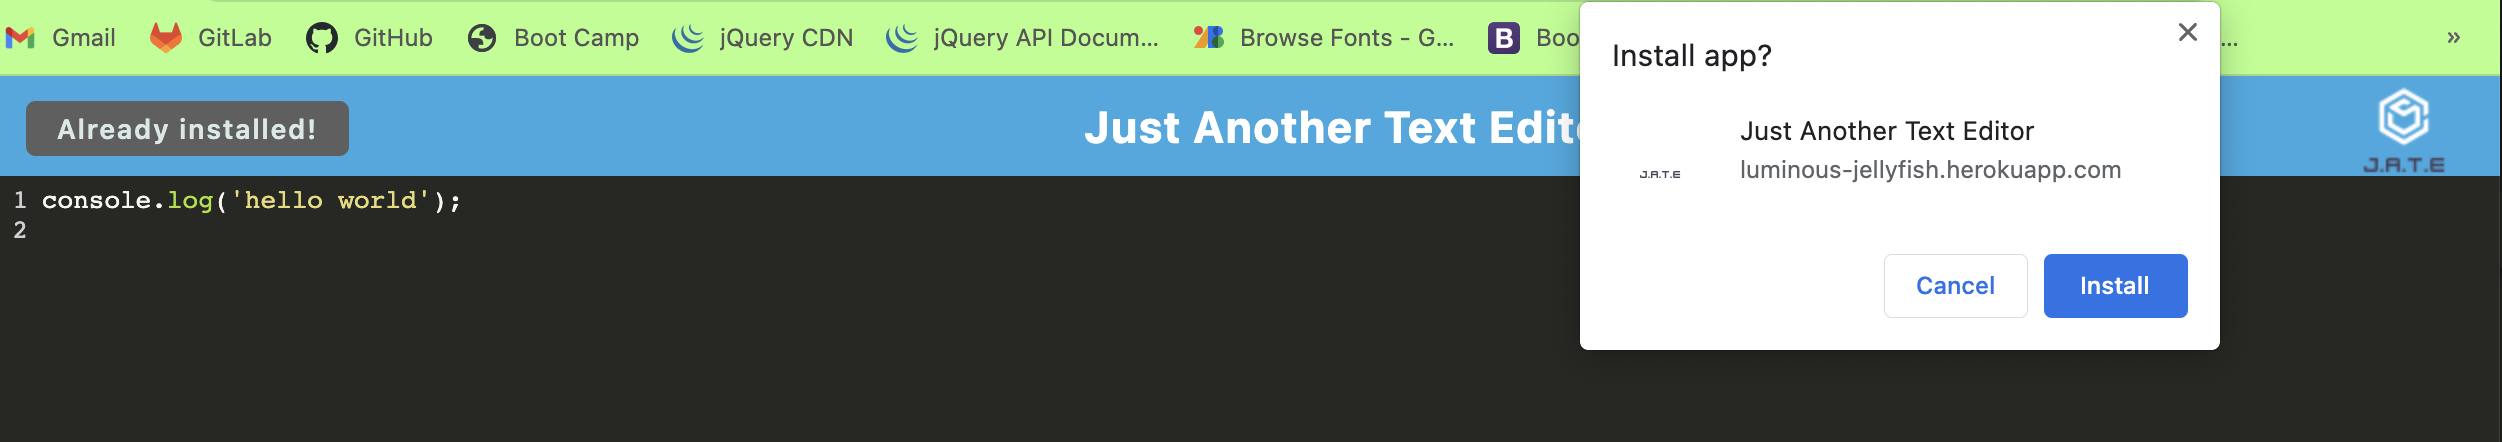 Gmail GitLab GitHub Boot Camp jQuery CDN jQuery API Docum... Browse Fonts - G... B Boo ... »
Install app?
Already installed!
Just Another Text Edit
Just Another Text Editor
luminous-jellyfish.herokuapp.com
J.A.T.E
J.A.T.E
1 console.log('hello world');
2
Cancel Install